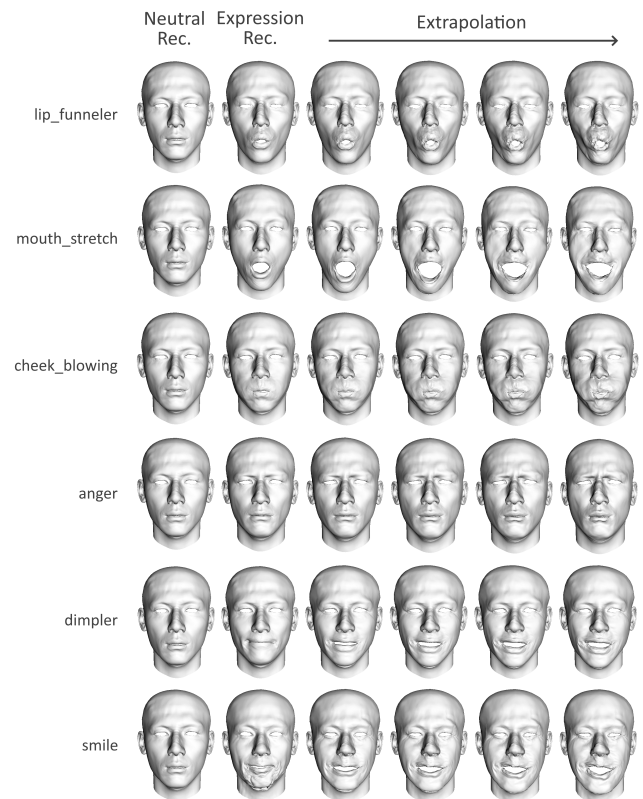 Neutral Expression Extrapolation
Rec. Rec.
lip_funneler
mouth_stretch
cheek_blowing
anger
dimpler
smile